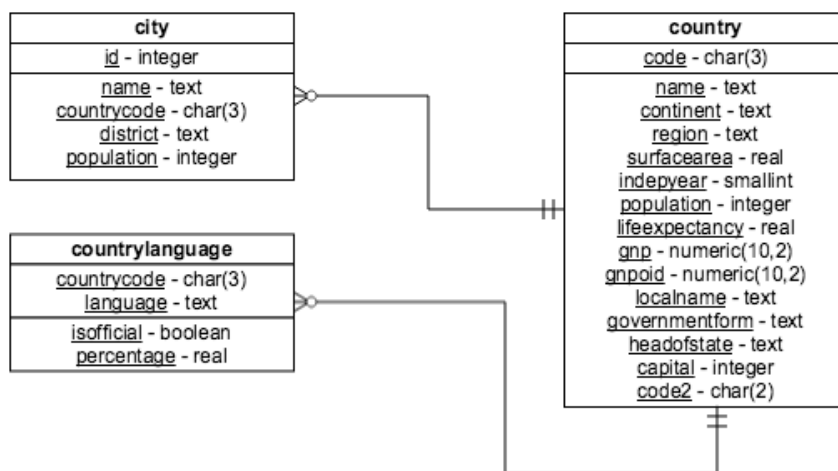 city
id - integer
name - text
countrycode - char(3)
district - text
population - integer
countrylanguage
countrycode - char(3)
language - text
isofficial - boolean
percentage - real
country
code - char(3)
name - text
continent - text
region - text
surfacearea - real
indepyear - smallint
population - integer
lifeexpectancy - real
gnp - numeric(10,2)
gnpoid - numeric(10,2)
localname - text
governmentform - text
headofstate - text
capital - integer
code2 - char(2)